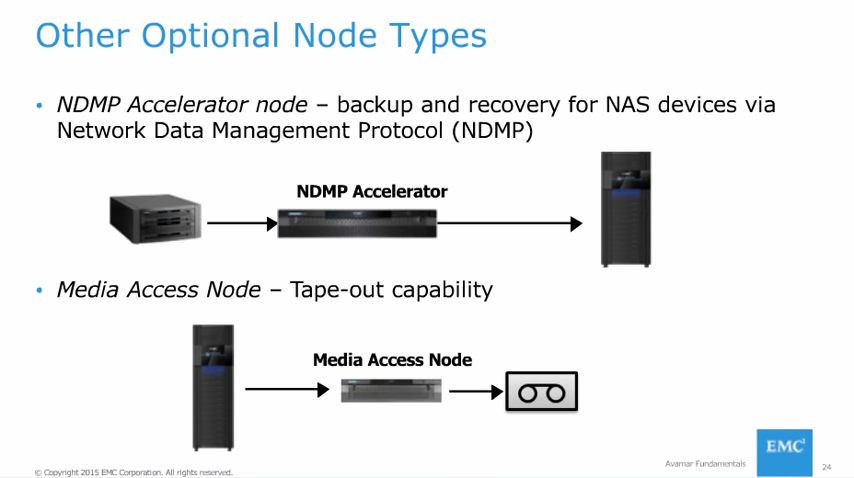 Other Optional Node Types
• NDMP Accelerator node – backup and recovery for NAS devices via
Network Data Management Protocol (NDMP)
NDMP Accelerator
• Media Access Node – Tape-out capability
Media Access Node
© Copyright 2015 EMC Corporation. All rights reserved.
Avamar Fundamentals
EMC²
24